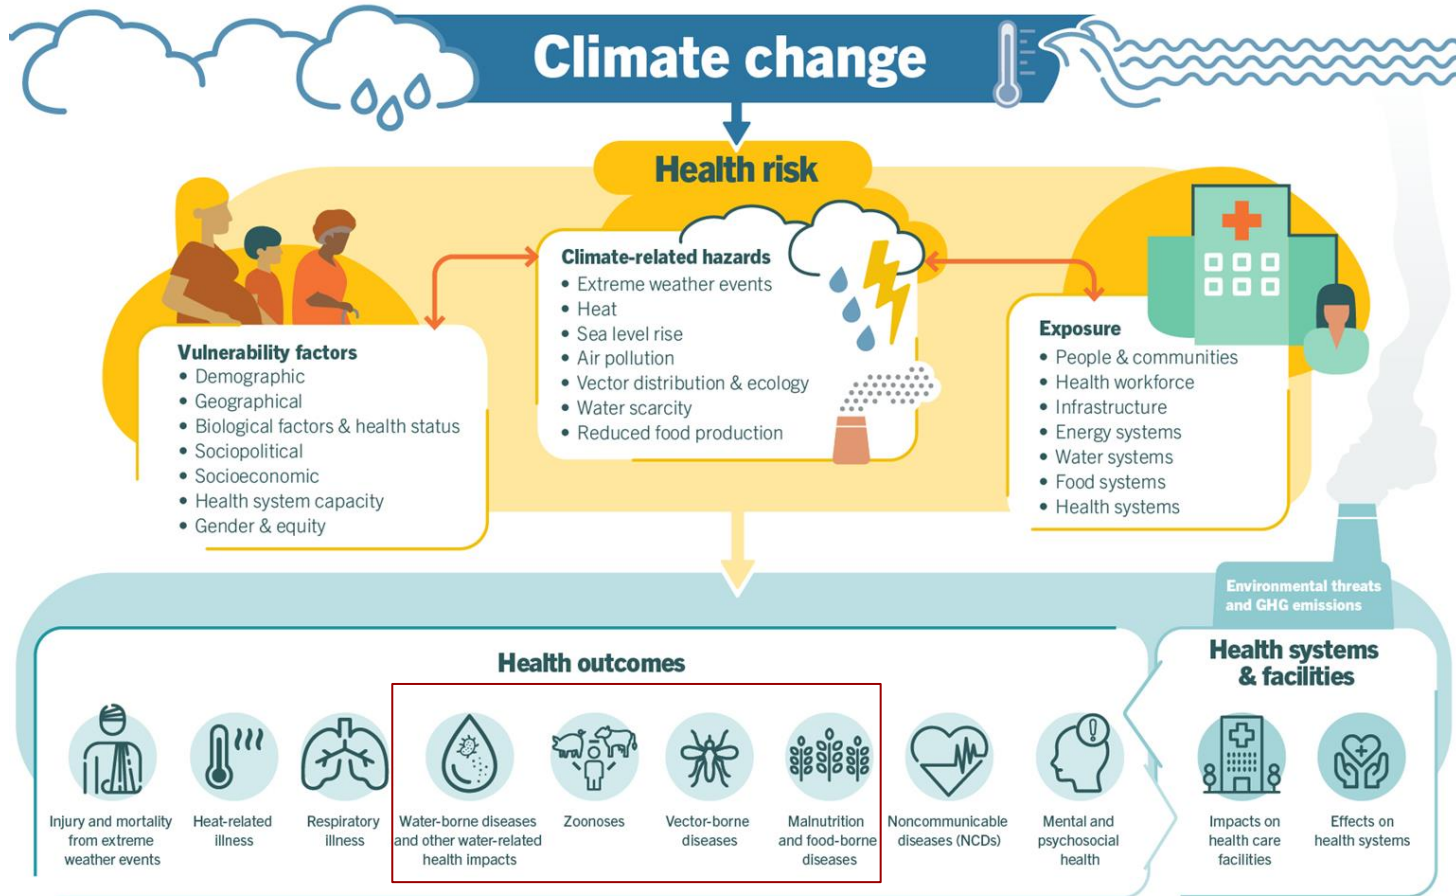 Climate change
Health risk
Climate-related hazards
• Extreme weather events
• Heat
• Sea level rise
• Air pollution
• Vector distribution & ecology
• Water scarcity
• Reduced food production
Vulnerability factors
• Demographic
• Geographical
• Biological factors & health status
• Sociopolitical
• Socioeconomic
• Health system capacity
• Gender & equity
Exposure
• People & communities
• Health workforce
• Infrastructure
• Energy systems
• Water systems
• Food systems
• Health systems
Environmental threats
and GHG emissions
Health outcomes
Injury and mortality
from extreme
weather events
Heat-related
illness
Respiratory
illness
Water-borne diseases
and other water-related
health impacts
Zoonoses
Vector-borne
diseases
Malnutrition
and food-borne
diseases
Noncommunicable
diseases (NCDs)
Mental and
psychosocial
health
Health systems
& facilities
Impacts on
health care
facilities
Effects on
health systems